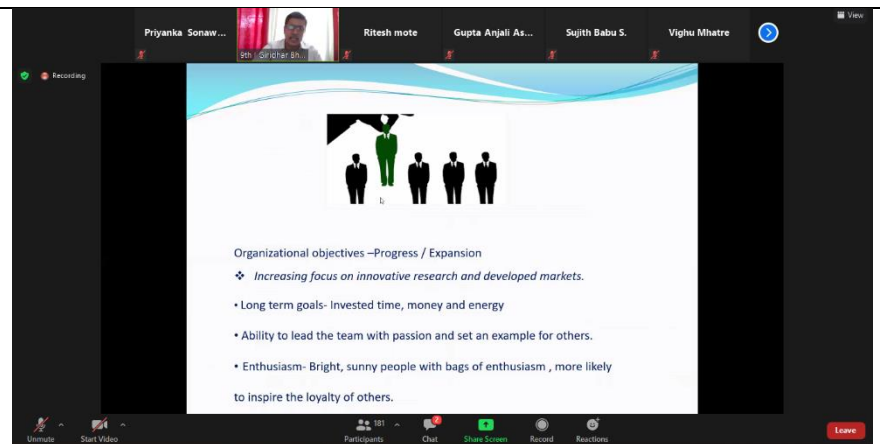 View
Priyanka Sonaw...
Ritesh mote
Gupta Anjali As...
Sujith Babu S.
Vighu Mhatre
9th | Giridhar Bh...
Recording
Organizational objectives –Progress / Expansion
❖ Increasing focus on innovative research and developed markets.
• Long term goals- Invested time, money and energy
• Ability to lead the team with passion and set an example for others.
• Enthusiasm- Bright, sunny people with bags of enthusiasm , more likely
to inspire the loyalty of others.
Unmute
Start Video
181
Participants
2
Chat
Share Screen
Record
Reactions
Leave